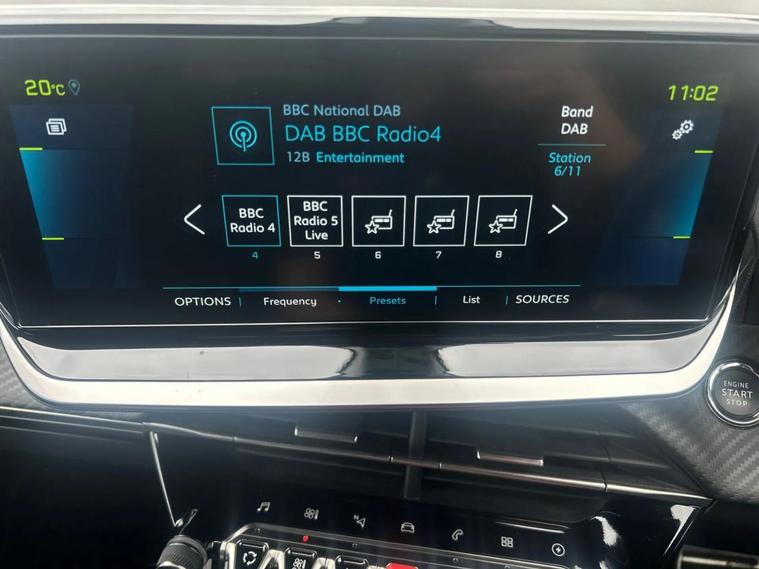 20°C
11:02
BBC National DAB
DAB BBC Radio4
12B Entertainment
Band
DAB
Station
6/11
BBC
Radio 4
BBC
Radio 5
Live
4
5
6
7
8
OPTIONS
Frequency
Presets
List
SOURCES
ENGINE
START
STOP